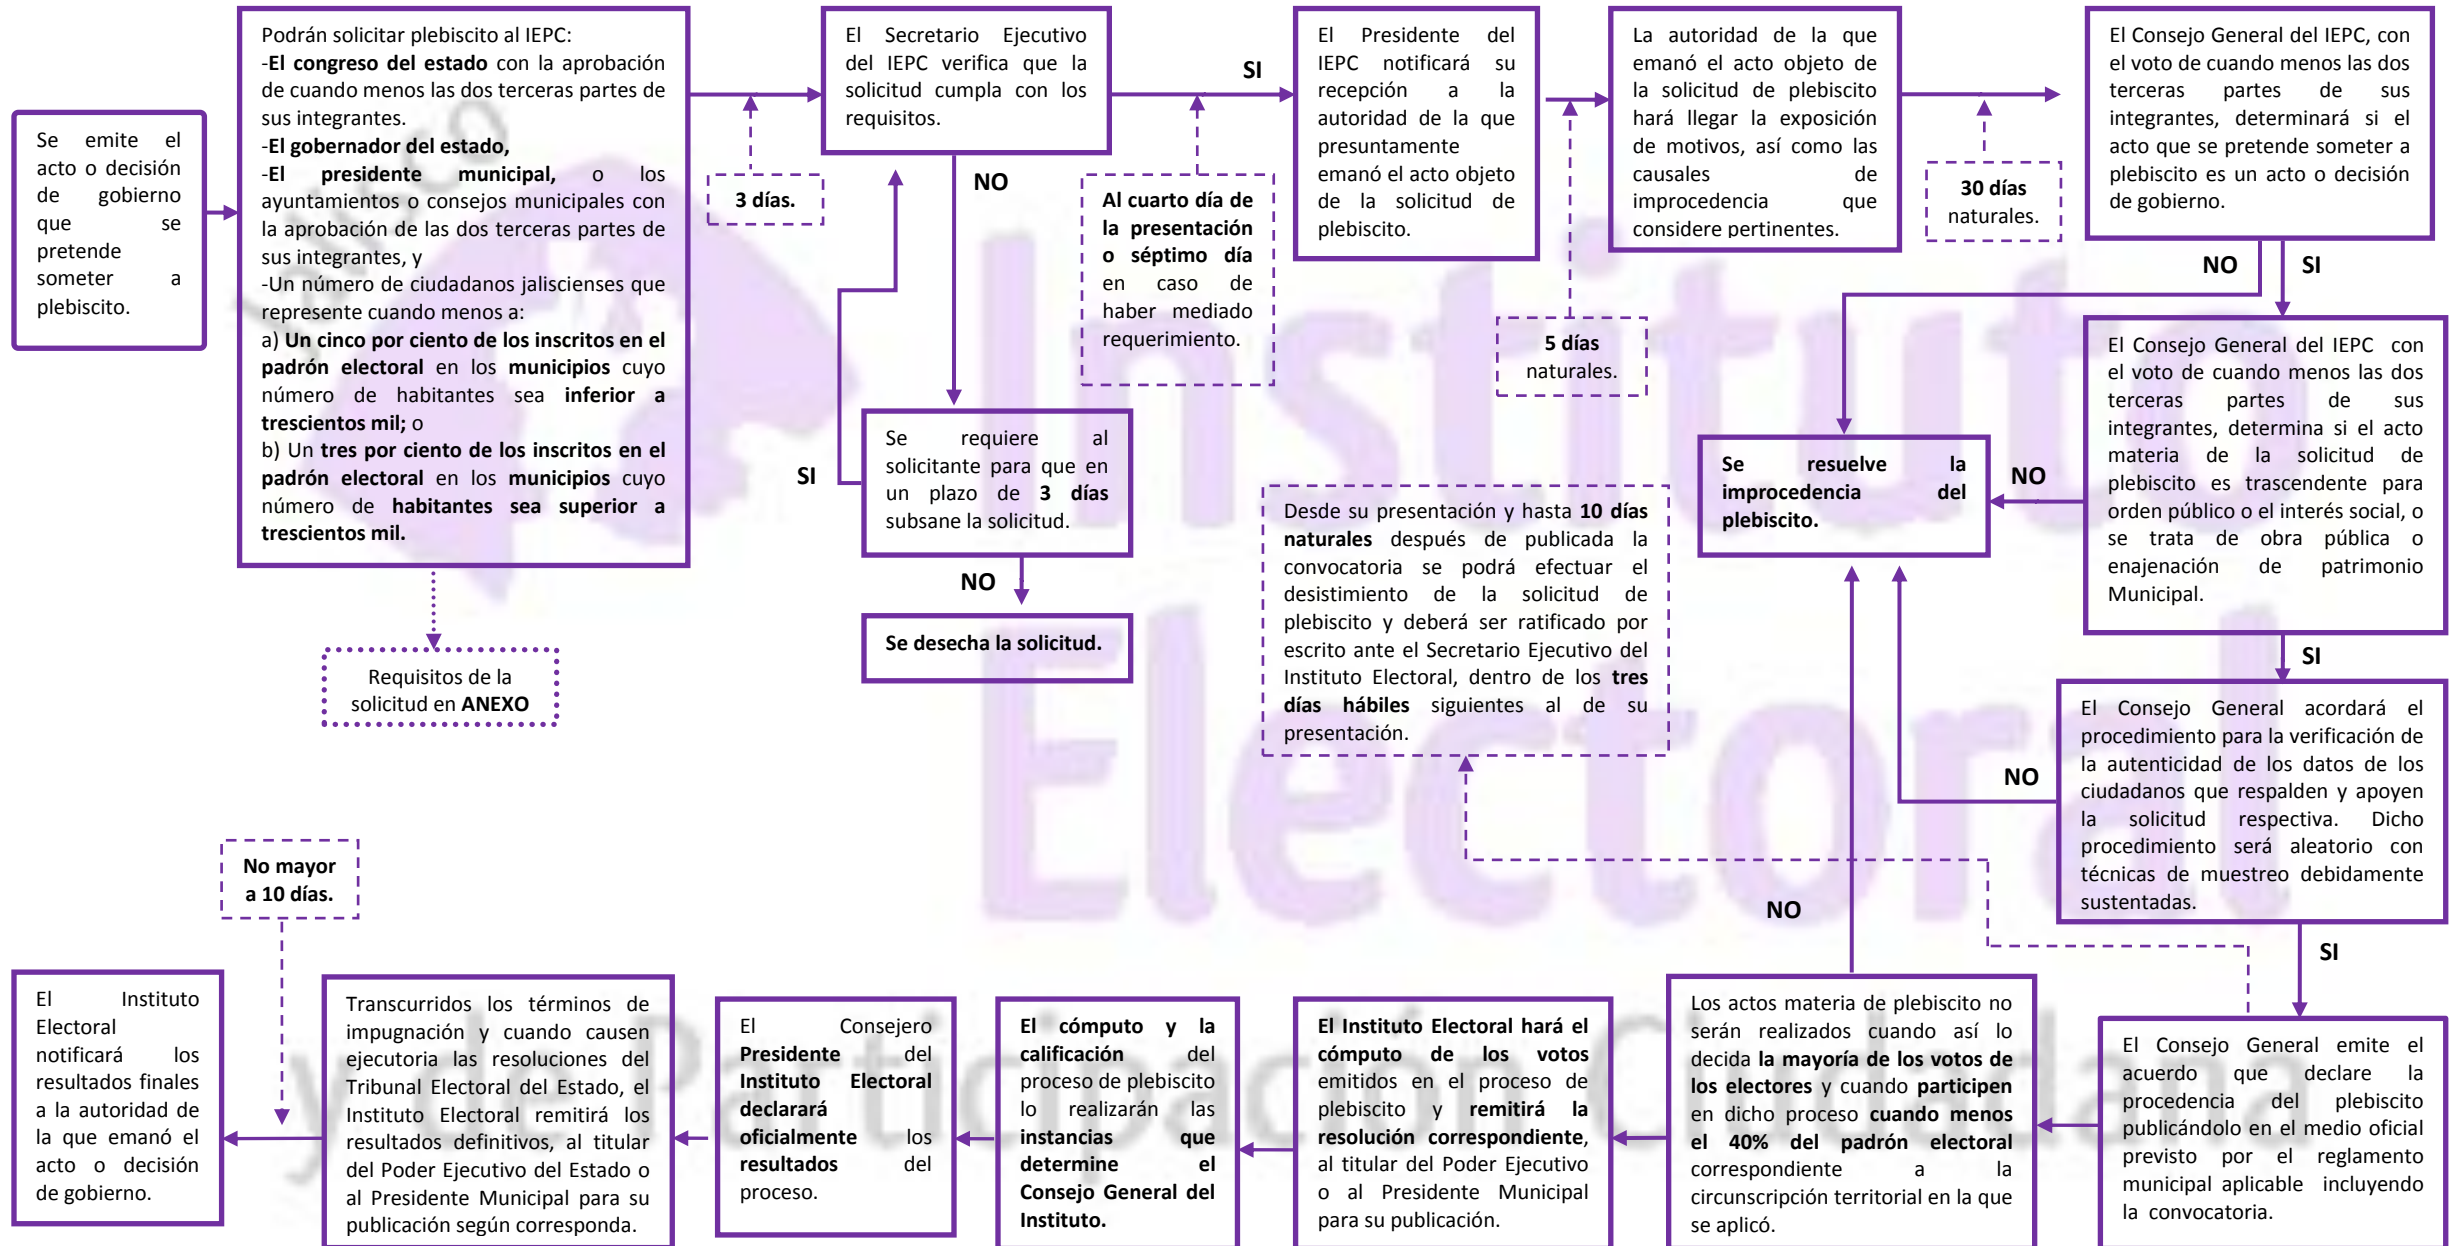 Se emite el
acto o decisión
de gobierno
que se
pretende
someter a
plebiscito.
Podrán solicitar plebiscito al IEPC:
-El congreso del estado con la aprobación
de cuando menos las dos terceras partes de
sus integrantes.
-El gobernador del estado,
-El presidente municipal, o los
ayuntamientos o consejos municipales con
la aprobación de las dos terceras partes de
sus integrantes, y
-Un número de ciudadanos jaliscienses que
represente cuando menos a:
a) Un cinco por ciento de los inscritos en el
padrón electoral en los municipios cuyo
número de habitantes sea inferior a
trescientos mil; o
b) Un tres por ciento de los inscritos en el
padrón electoral en los municipios cuyo
número de habitantes sea superior a
trescientos mil.
Requisitos de la
solicitud en ANEXO
3 días.
El Secretario Ejecutivo
del IEPC verifica que la
solicitud cumpla con los
requisitos.
SI
NO
Al cuarto día de
la presentación
o séptimo día
en caso de
haber mediado
requerimiento.
Se requiere al
solicitante para que en
un plazo de 3 días
subsane la solicitud.
SI
NO
Se desecha la solicitud.
El Presidente del
IEPC notificará su
recepción a la
autoridad de la que
presuntamente
emanó el acto objeto
de la solicitud de
plebiscito.
5 días
naturales.
La autoridad de la que
emanó el acto objeto de
la solicitud de plebiscito
hará llegar la exposición
de motivos, así como las
causales de
improcedencia que
considere pertinentes.
30 días
naturales.
El Consejo General del IEPC, con
el voto de cuando menos las dos
terceras partes de sus
integrantes, determinará si el
acto que se pretende someter a
plebiscito es un acto o decisión
de gobierno.
NO
SI
El Consejo General del IEPC con
el voto de cuando menos las dos
terceras partes de sus
integrantes, determina si el acto
materia de la solicitud de
plebiscito es trascendente para
orden público o el interés social, o
se trata de obra pública o
enajenación de patrimonio
Municipal.
NO
SI
Se resuelve la
improcedencia del
plebiscito.
Desde su presentación y hasta 10 días
naturales después de publicada la
convocatoria se podrá efectuar el
desistimiento de la solicitud de
plebiscito y deberá ser ratificado por
escrito ante el Secretario Ejecutivo del
Instituto Electoral, dentro de los tres
días hábiles siguientes al de su
presentación.
El Consejo General acordará el
procedimiento para la verificación de
la autenticidad de los datos de los
ciudadanos que respalden y apoyen
la solicitud respectiva. Dicho
procedimiento será aleatorio con
técnicas de muestreo debidamente
sustentadas.
NO
SI
El Consejo General emite el
acuerdo que declare la
procedencia del plebiscito
publicándolo en el medio oficial
previsto por el reglamento
municipal aplicable incluyendo
la convocatoria.
NO
Los actos materia de plebiscito no
serán realizados cuando así lo
decida la mayoría de los votos de
los electores y cuando participen
en dicho proceso cuando menos
el 40% del padrón electoral
correspondiente a la
circunscripción territorial en la que
se aplicó.
El Instituto Electoral hará el
cómputo de los votos
emitidos en el proceso de
plebiscito y remitirá la
resolución correspondiente,
al titular del Poder Ejecutivo
o al Presidente Municipal
para su publicación.
El cómputo y la
calificación del
proceso de plebiscito
lo realizarán las
instancias que
determine el
Consejo General del
Instituto.
El Consejero
Presidente del
Instituto Electoral
declarará
oficialmente los
resultados del
proceso.
Transcurridos los términos de
impugnación y cuando causen
ejecutoria las resoluciones del
Tribunal Electoral del Estado, el
Instituto Electoral remitirá los
resultados definitivos, al titular
del Poder Ejecutivo del Estado o
al Presidente Municipal para su
publicación según corresponda.
No mayor
a 10 días.
El Instituto
Electoral
notificará los
resultados finales
a la autoridad de
la que emanó el
acto o decisión
de gobierno.
Jalisco
Instituto
Electoral
y de Participación Ciudadana